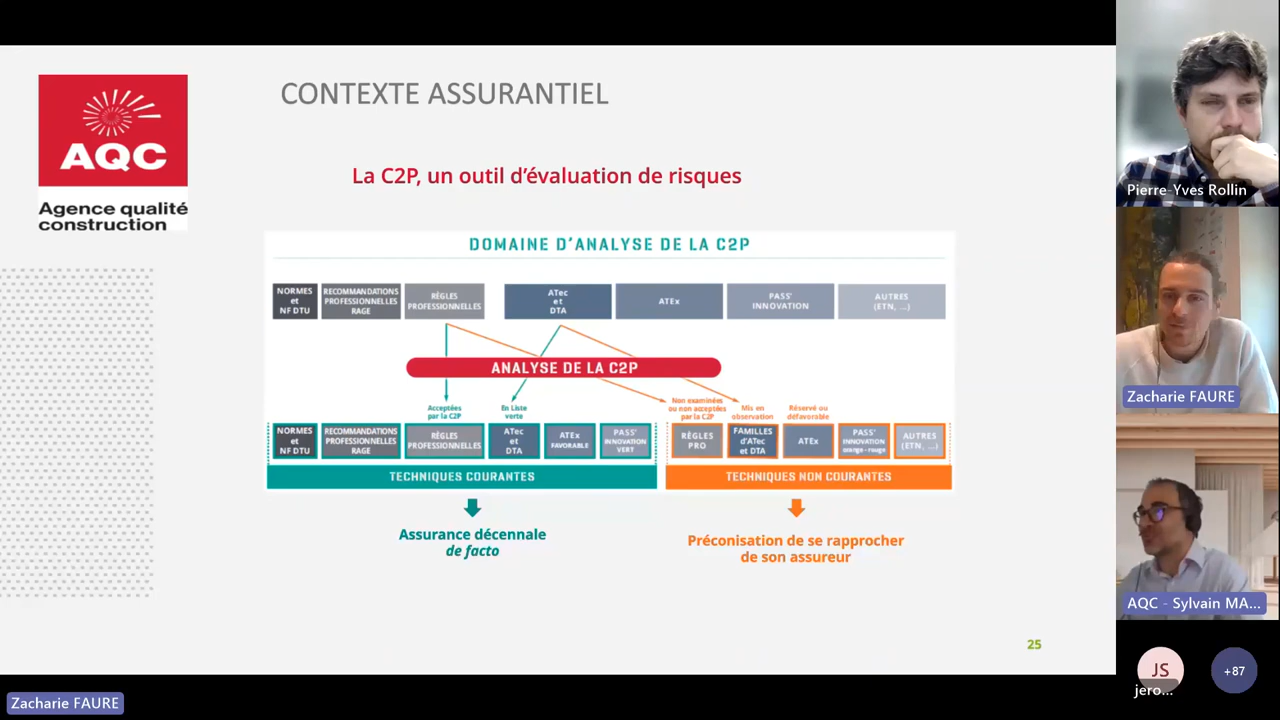 CONTEXTE ASSURANTIEL
AQC
Agence qualité
construction
La C2P, un outil d'évaluation de risques
DOMAINE D'ANALYSE DE LA C2P
NORMES
et
NF DTU
RECOMMANDATIONS
PROFESSIONNELLES
RAGE
RÈGLES
PROFESSIONNELLES
ATec
et
DTA
ATEx
PASS'
INNOVATION
AUTRES
(ETN, ...)
ANALYSE DE LA C2P
Acceptées
par la C2P
En Liste
verte
Non examinées
ou non acceptées
par la C2P
Mis en
observation
Réservé ou
défavorable
NORMES
et
NF DTU
RECOMMANDATIONS
PROFESSIONNELLES
RAGE
RÈGLES
PROFESSIONNELLES
ATec
et
DTA
ATEx
FAVORABLE
PASS'
INNOVATION
VERT
RÈGLES
PRO
FAMILLES
d'ATec
et DTA
ATEx
PASS'
INNOVATION
orange - rouge
AUTRES
(ETN, ...)
TECHNIQUES COURANTES
TECHNIQUES NON COURANTES
Assurance décennale
de facto
Préconisation de se rapprocher
de son assureur
25
Pierre-Yves Rollin
Zacharie FAURE
AQC - Sylvain MA...
JS
jero...
+87
Zacharie FAURE